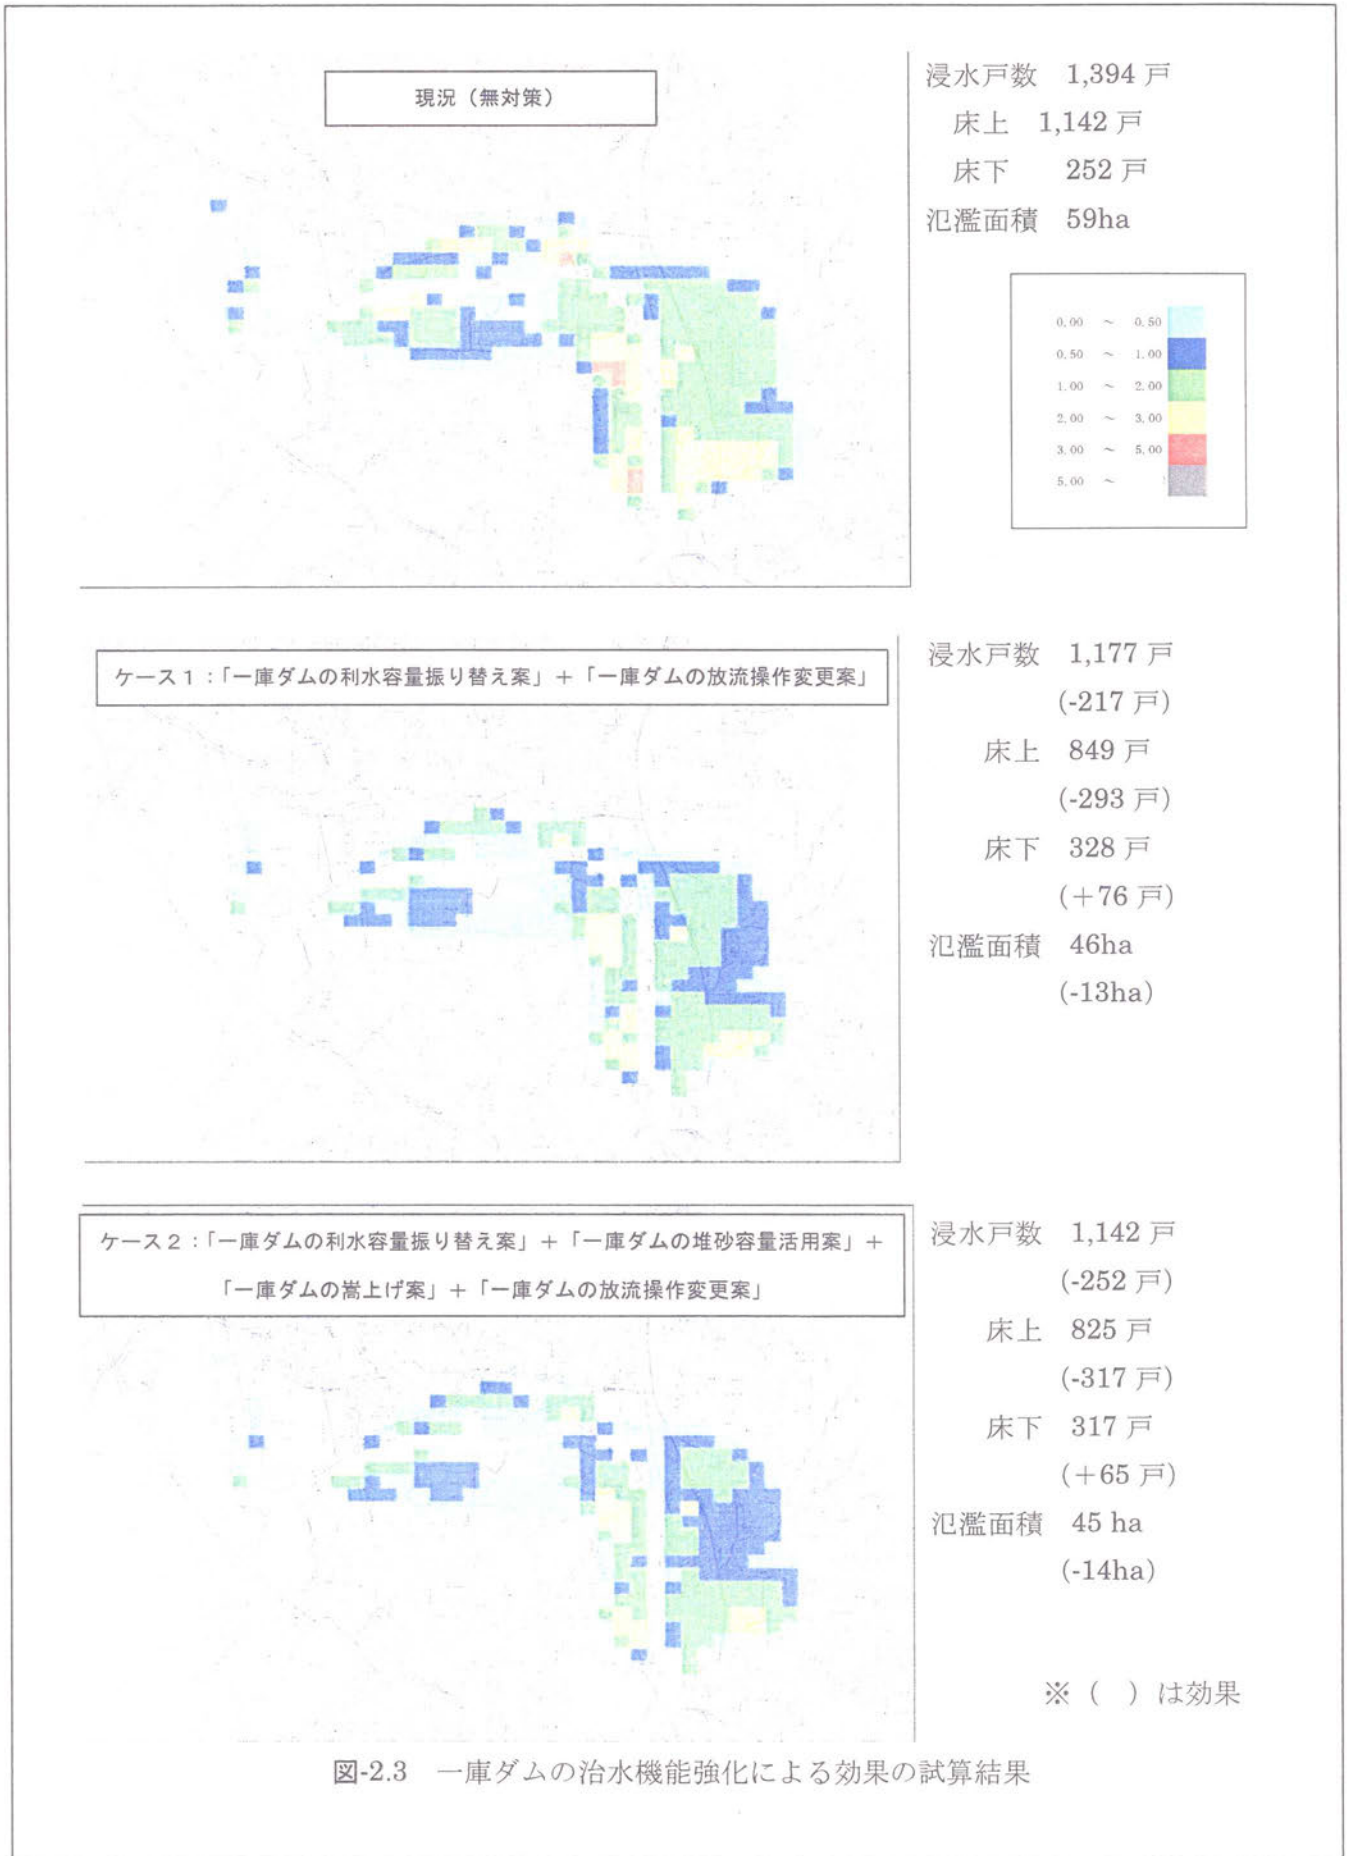 現況（無対策）
浸水戸数 1,394 戸
床上 1,142 戸
床下 252 戸
氾濫面積 59ha
0.00 ～ 0.50
0.50 ～ 1.00
1.00 ～ 2.00
2.00 ～ 3.00
3.00 ～ 5.00
5.00 ～
ケース１：「一庫ダムの利水容量振り替え案」＋「一庫ダムの放流操作変更案」
浸水戸数 1,177 戸
(-217 戸)
床上 849 戸
(-293 戸)
床下 328 戸
(＋76 戸)
氾濫面積 46ha
(-13ha)
ケース２：「一庫ダムの利水容量振り替え案」＋「一庫ダムの堆砂容量活用案」＋
「一庫ダムの嵩上げ案」＋「一庫ダムの放流操作変更案」
浸水戸数 1,142 戸
(-252 戸)
床上 825 戸
(-317 戸)
床下 317 戸
(＋65 戸)
氾濫面積 45 ha
(-14ha)
※（ ）は効果
図-2.3 一庫ダムの治水機能強化による効果の試算結果